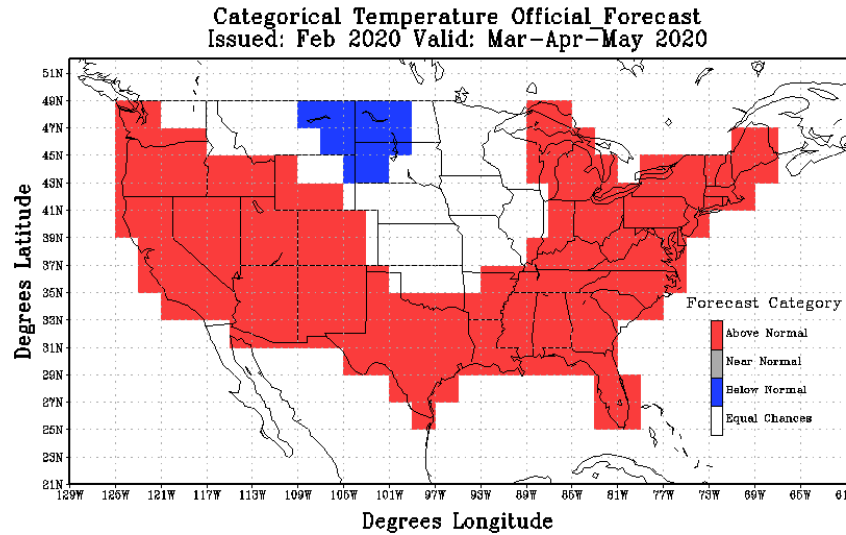 Categorical Temperature Official Forecast
Issued: Feb 2020 Valid: Mar-Apr-May 2020
51N
49N
47N
45N
43N
41N
39N
37N
35N
33N
31N
29N
27N
25N
23N
21N
Degrees Latitude
Forecast Category
Above Normal
Near Normal
Below Normal
Equal Chances
129W 125W 121W 117W 113W 109W 105W 101W 97W 93W 89W 85W 81W 77W 73W 69W 65W 61
Degrees Longitude